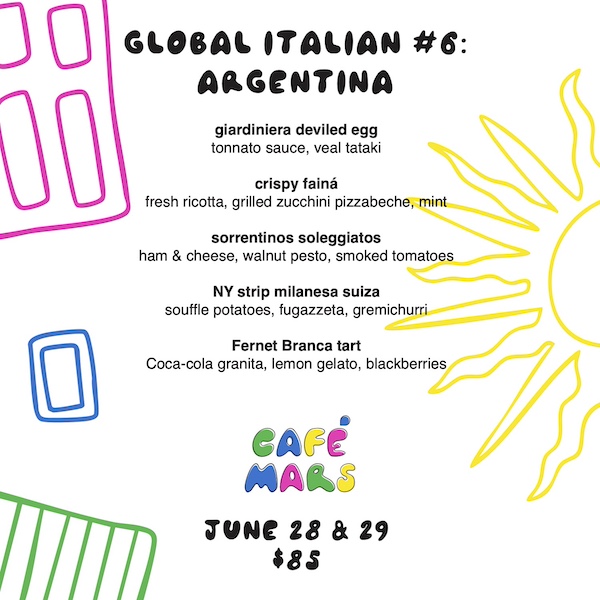 GLOBAL ITALIAN #6:
ARGENTINA
giardiniera deviled egg
tonnato sauce, veal tataki
crispy fainá
fresh ricotta, grilled zucchini pizzabeche, mint
sorrentinos soleggiatos
ham & cheese, walnut pesto, smoked tomatoes
NY strip milanesa suiza
souffle potatoes, fugazzeta, gremichurri
Fernet Branca tart
Coca-cola granita, lemon gelato, blackberries
CAFÉ
MARS
JUNE 28 & 29
$85